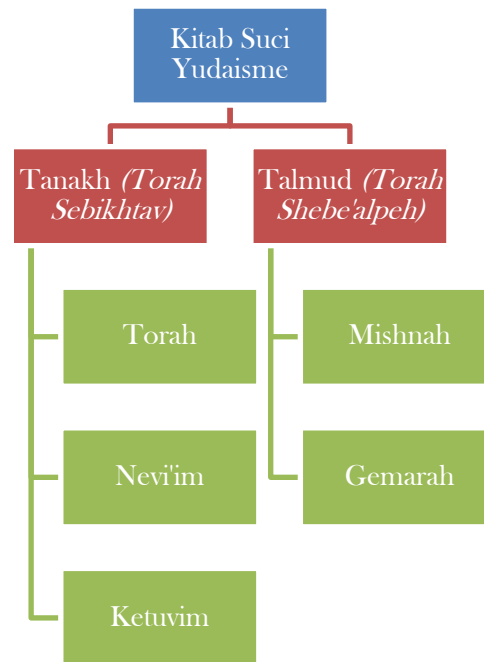 Kitab Suci
Yudaisme
Tanakh (Torah
Sebikhtav)
Talmud (Torah
Shebe'alpeh)
Torah
Nevi'im
Ketuvim
Mishnah
Gemarah